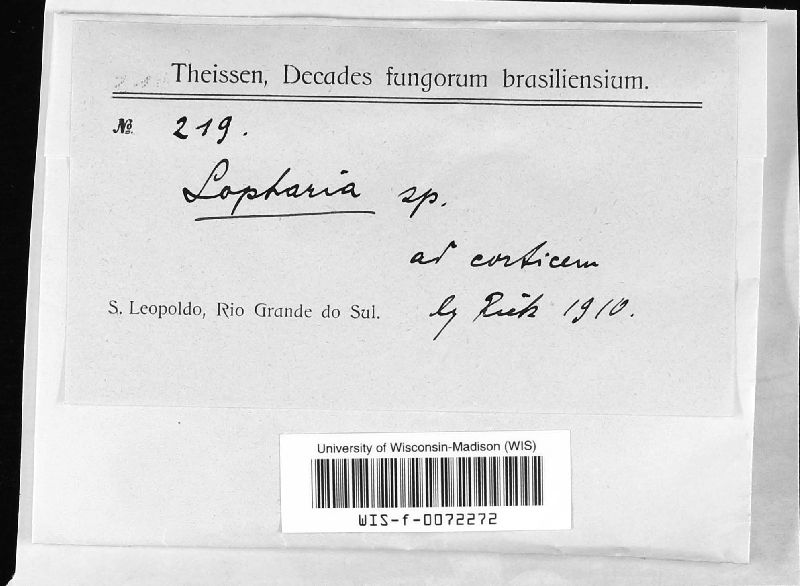 Theissen, Decades fungorum brasiliensium.
№ 219.
Lopharia sp.
ad corticem
S. Leopoldo, Rio Grande do Sul. lg Rick 1910.
University of Wisconsin-Madison (WIS)
WIS-f-0072272